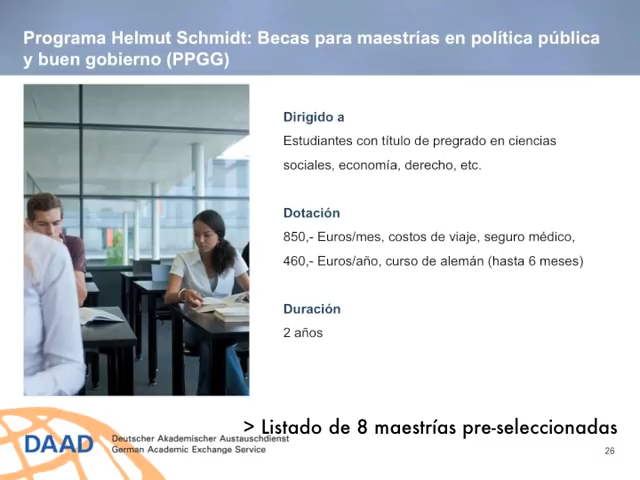 Programa Helmut Schmidt: Becas para maestrías en política pública
y buen gobierno (PPGG)
Dirigido a
Estudiantes con título de pregrado en ciencias
sociales, economía, derecho, etc.
Dotación
850,- Euros/mes, costos de viaje, seguro médico,
460,- Euros/año, curso de alemán (hasta 6 meses)
Duración
2 años
> Listado de 8 maestrías pre-seleccionadas
DAAD
Deutscher Akademischer Austauschdienst
German Academic Exchange Service
26